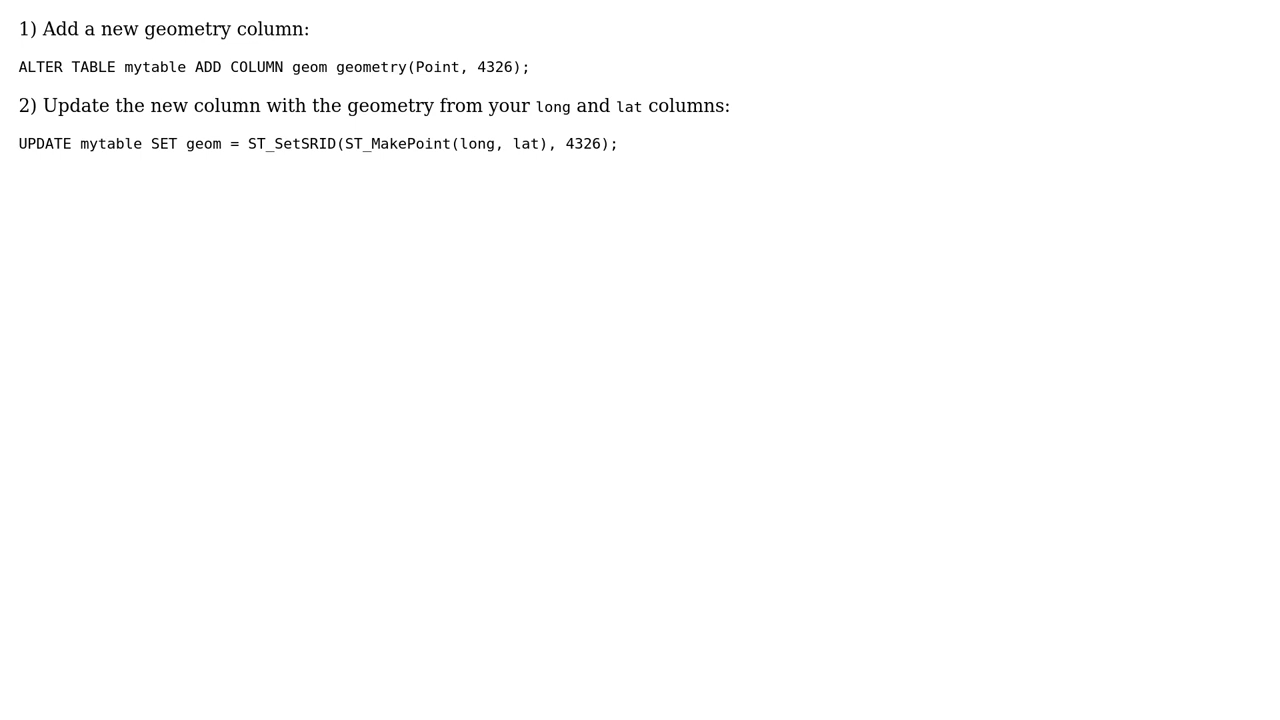 1) Add a new geometry column:
ALTER TABLE mytable ADD COLUMN geom geometry(Point, 4326);
2) Update the new column with the geometry from your long and lat columns:
UPDATE mytable SET geom = ST_SetSRID(ST_MakePoint(long, lat), 4326);